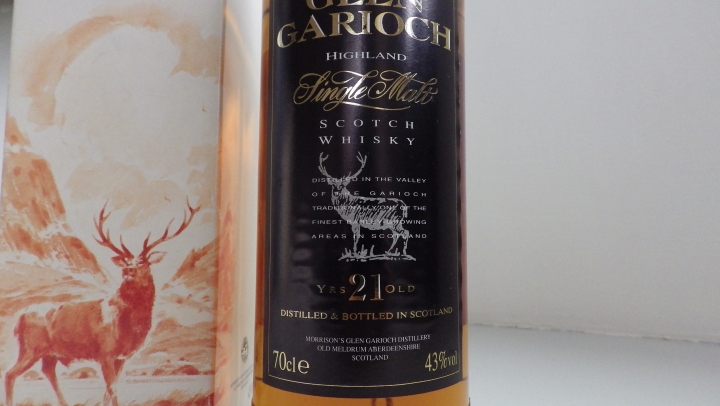 GLEN
GARIOCH
HIGHLAND
Single Malt
SCOTCH
WHISKY
DISTILLED IN THE VALLEY
OF THE GARIOCH
TRADITIONALLY ONE OF THE
FINEST BARLEY GROWING
AREAS IN SCOTLAND
YRS 21 OLD
DISTILLED & BOTTLED IN SCOTLAND
MORRISON'S GLEN GARIOCH DISTILLERY
OLD MELDRUM ABERDEENSHIRE
SCOTLAND
70cl e 43%vol